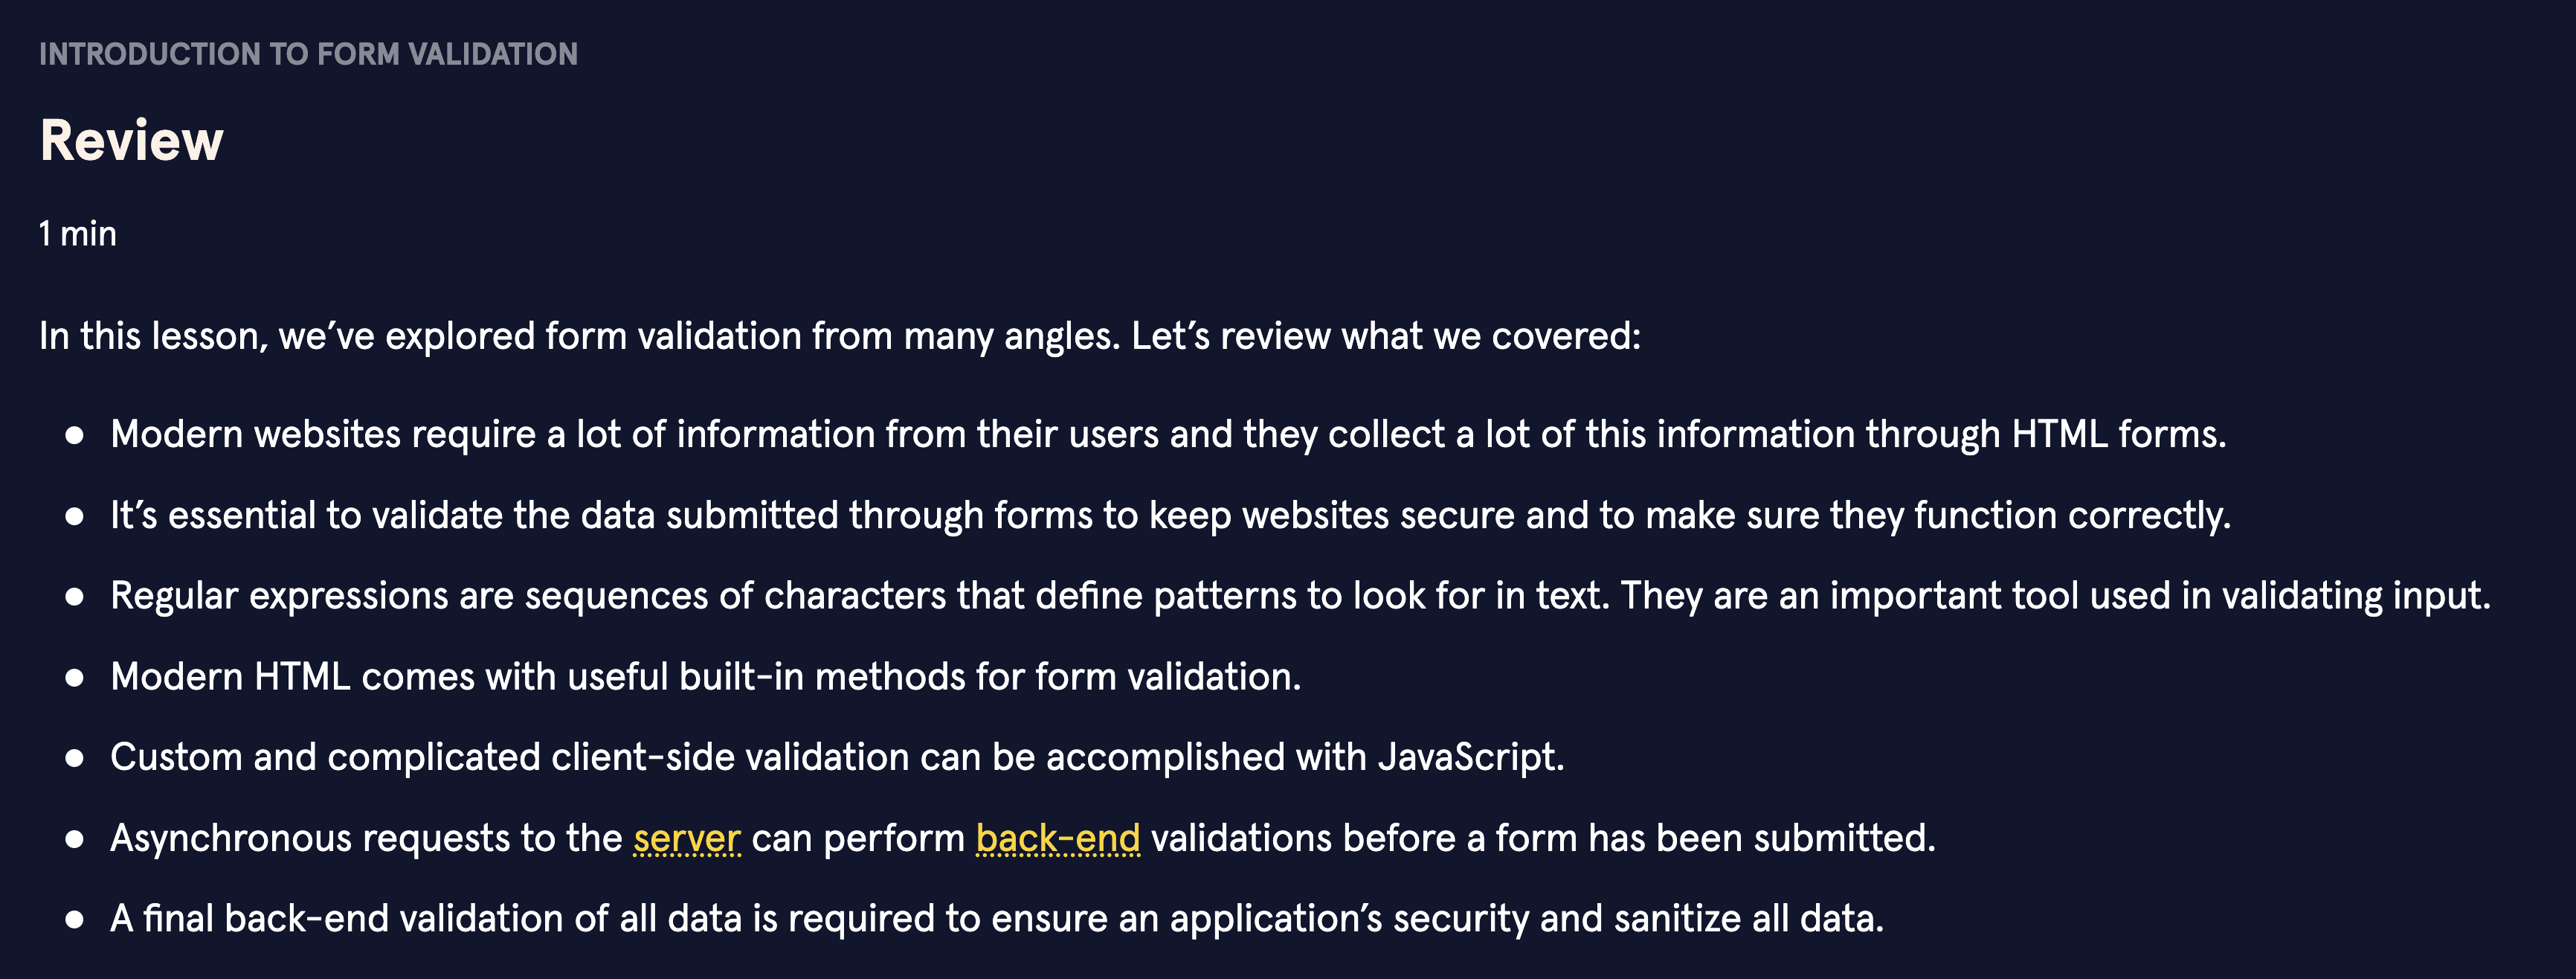 INTRODUCTION TO FORM VALIDATION
Review
1 min
In this lesson, we’ve explored form validation from many angles. Let’s review what we covered:
● Modern websites require a lot of information from their users and they collect a lot of this information through HTML forms.
● It’s essential to validate the data submitted through forms to keep websites secure and to make sure they function correctly.
● Regular expressions are sequences of characters that define patterns to look for in text. They are an important tool used in validating input.
● Modern HTML comes with useful built-in methods for form validation.
● Custom and complicated client-side validation can be accomplished with JavaScript.
● Asynchronous requests to the server can perform back-end validations before a form has been submitted.
● A final back-end validation of all data is required to ensure an application’s security and sanitize all data.